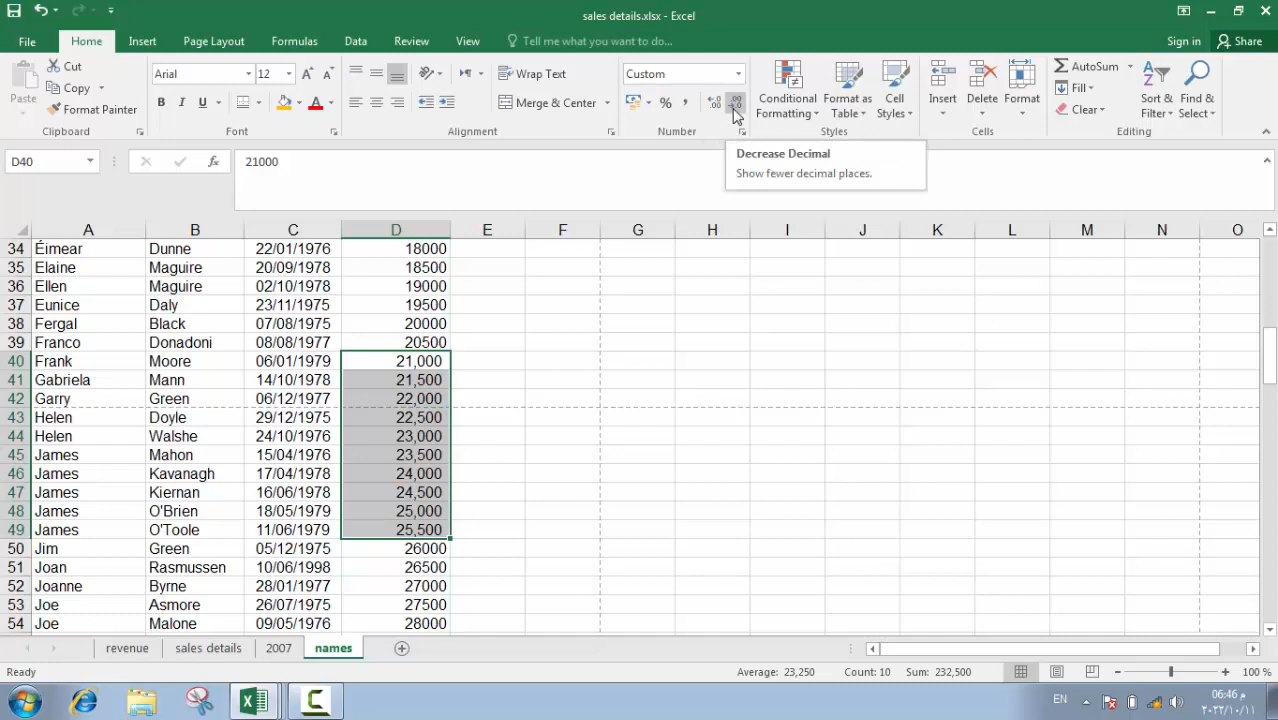 sales details.xlsx - Excel
File Home Insert Page Layout Formulas Data Review View Tell me what you want to do... Sign in Share
Paste
Cut
Copy
Format Painter
Clipboard
Arial 12
B I U A
Font
Wrap Text
Merge & Center
Alignment
Custom
% ,
Number
Conditional Formatting
Format as Table
Cell Styles
Styles
Insert Delete Format
Cells
AutoSum
Fill
Clear
Sort & Filter
Find & Select
Editing
D40 fx 21000
Decrease Decimal
Show fewer decimal places.
A B C D E F G H I J K L M N O
34 Éimear Dunne 22/01/1976 18000
35 Elaine Maguire 20/09/1978 18500
36 Ellen Maguire 02/10/1978 19000
37 Eunice Daly 23/11/1975 19500
38 Fergal Black 07/08/1975 20000
39 Franco Donadoni 08/08/1977 20500
40 Frank Moore 06/01/1979 21,000
41 Gabriela Mann 14/10/1978 21,500
42 Garry Green 06/12/1977 22,000
43 Helen Doyle 29/12/1975 22,500
44 Helen Walshe 24/10/1976 23,000
45 James Mahon 15/04/1976 23,500
46 James Kavanagh 17/04/1978 24,000
47 James Kiernan 16/06/1978 24,500
48 James O'Brien 18/05/1979 25,000
49 James O'Toole 11/06/1979 25,500
50 Jim Green 05/12/1975 26000
51 Joan Rasmussen 10/06/1998 26500
52 Joanne Byrne 28/01/1977 27000
53 Joe Asmore 26/07/1975 27500
54 Joe Malone 09/05/1976 28000
revenue sales details 2007 names
Ready Average: 23,250 Count: 10 Sum: 232,500 100 %
EN
06:46 م
٢٠٢٢/١٠/١١